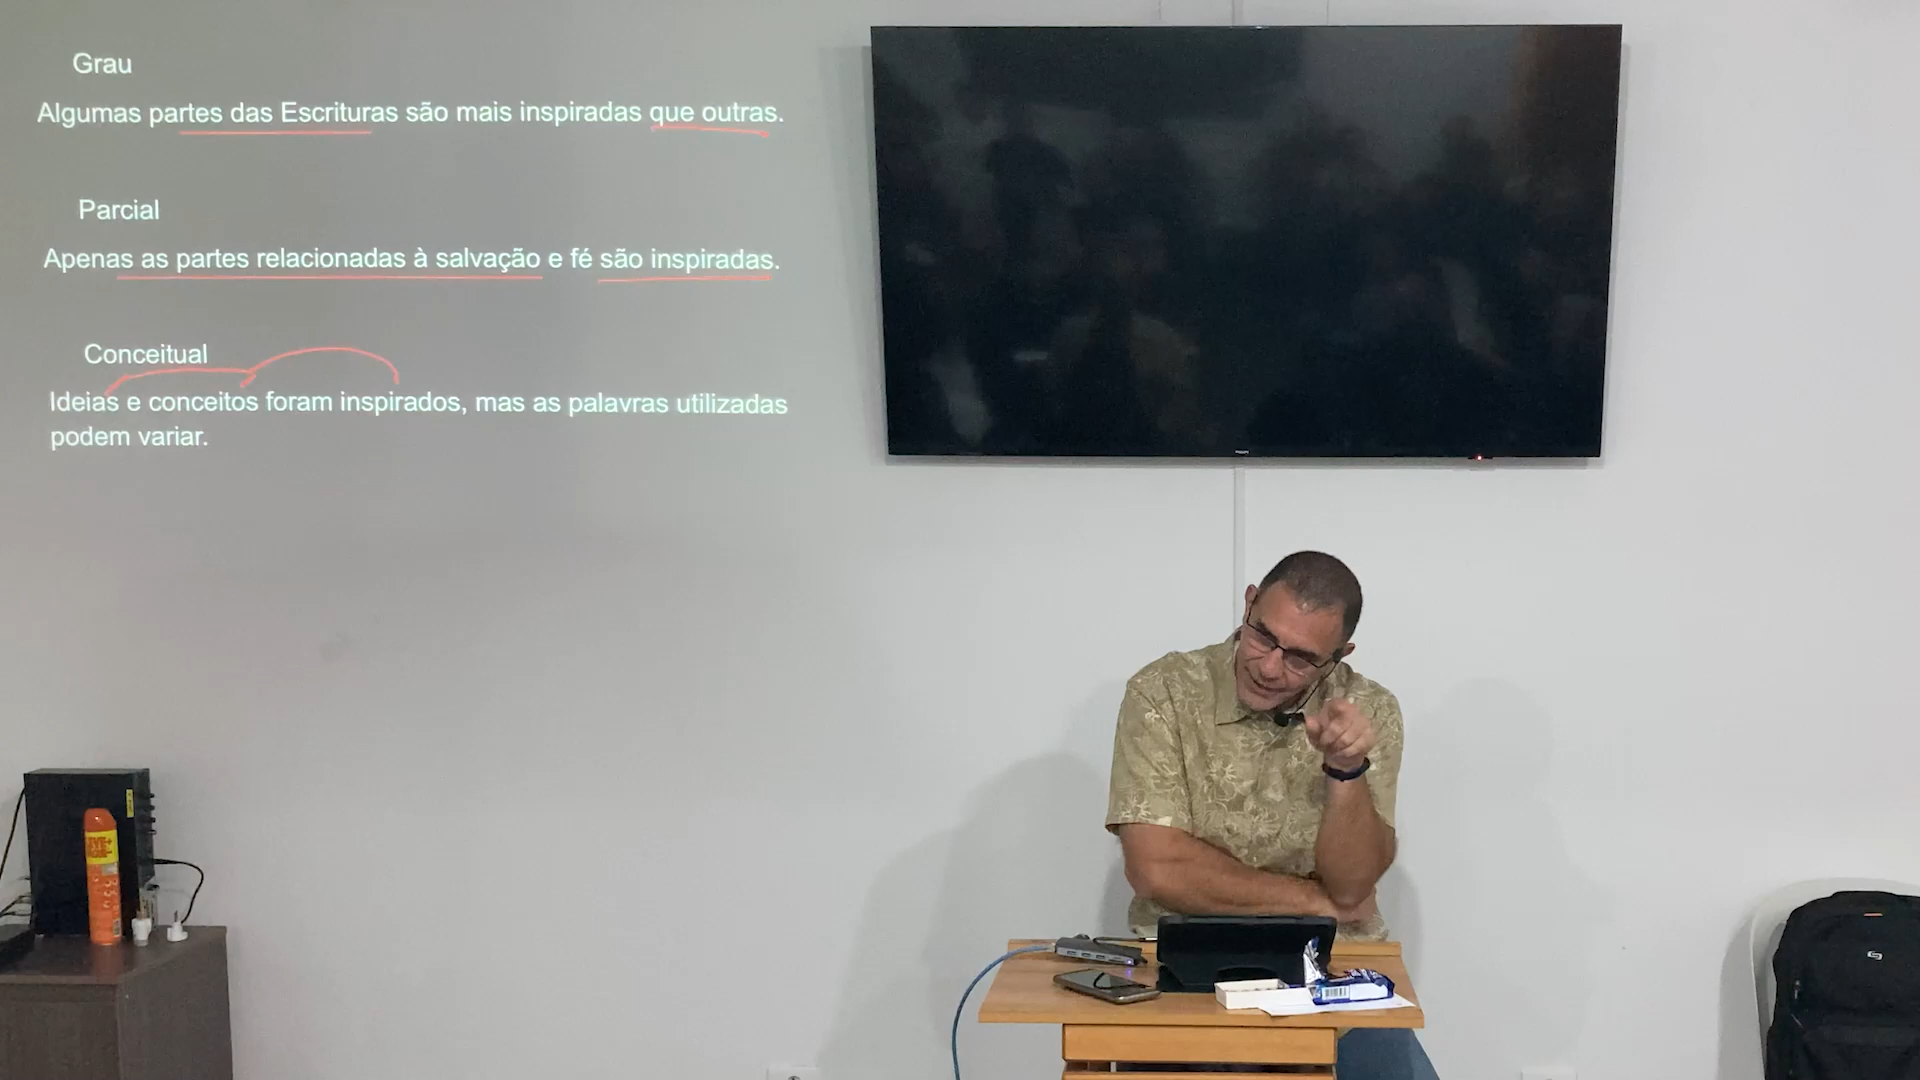 Grau
Algumas partes das Escrituras são mais inspiradas que outras.
Parcial
Apenas as partes relacionadas à salvação e fé são inspiradas.
Conceitual
Ideias e conceitos foram inspirados, mas as palavras utilizadas
podem variar.